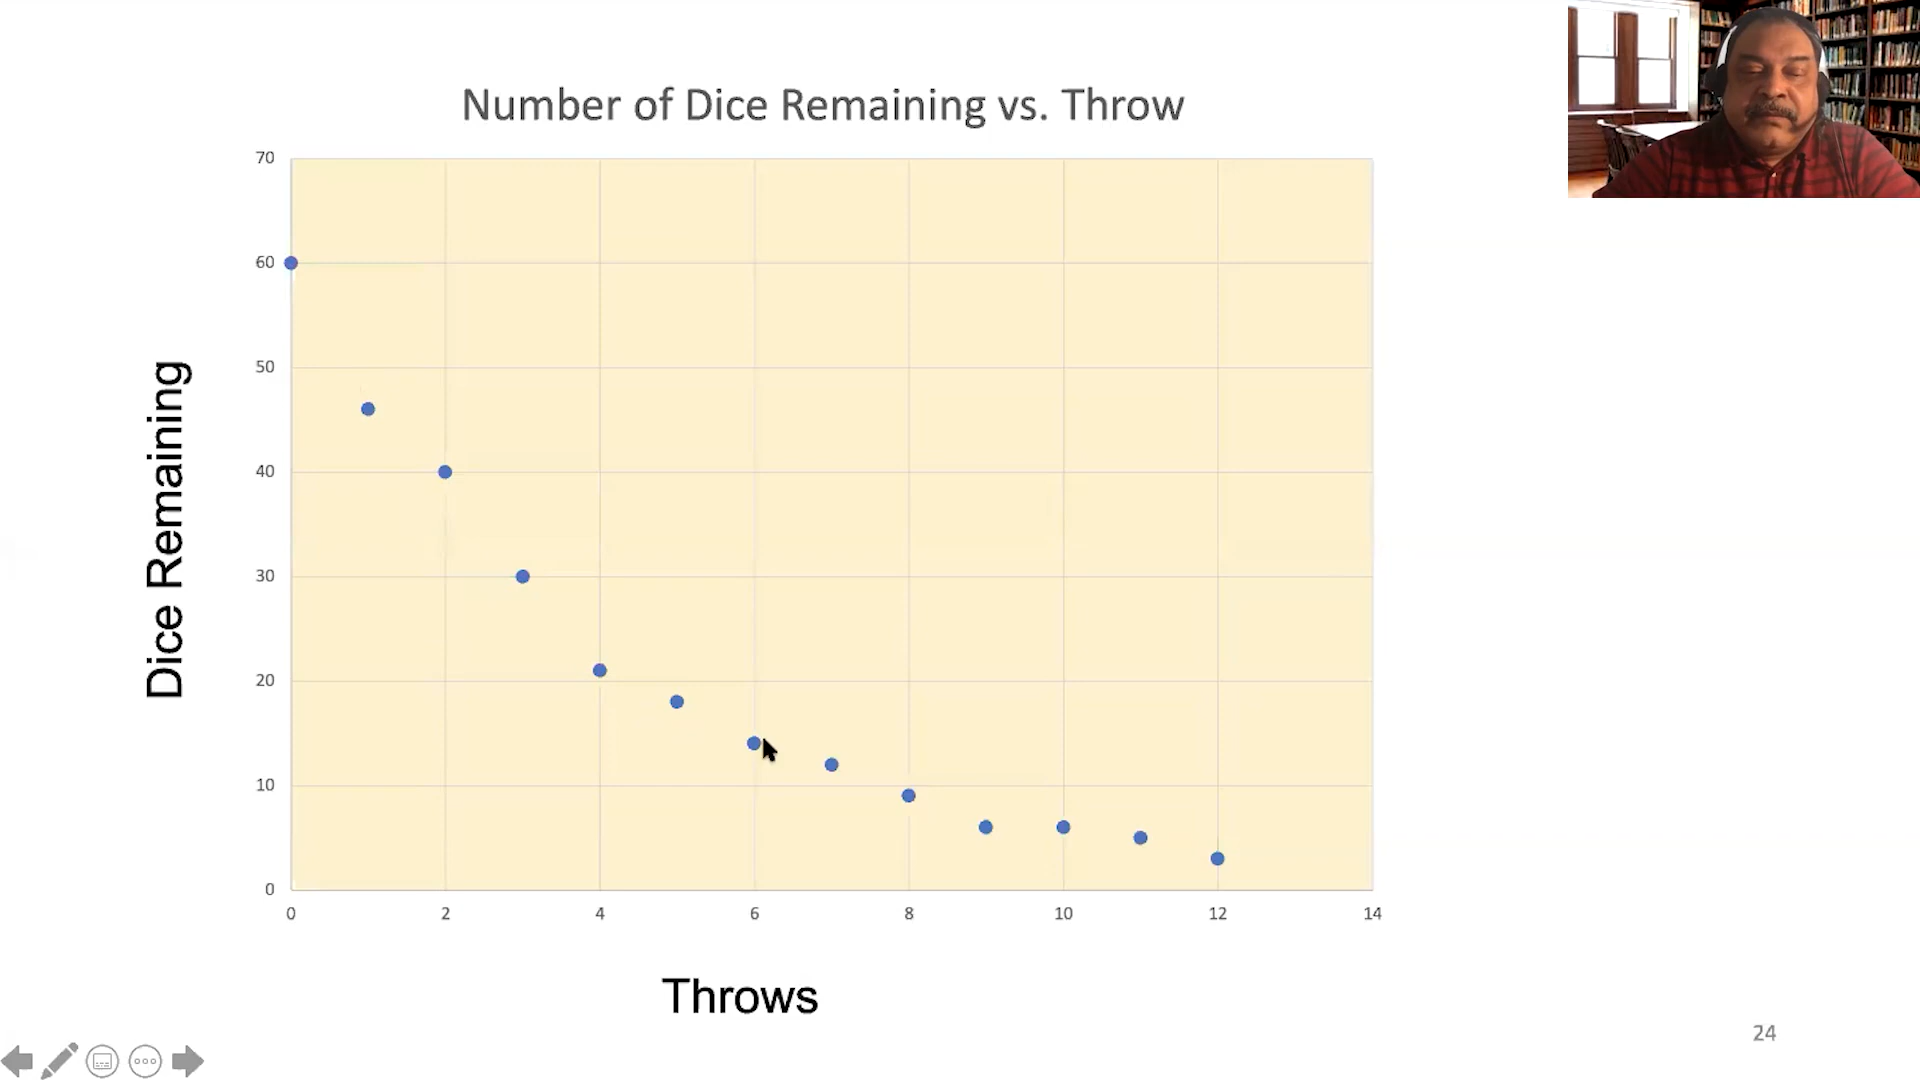 Number of Dice Remaining vs. Throw
70
60
50
40
30
20
10
0
Dice Remaining
0 2 4 6 8 10 12 14
Throws
24